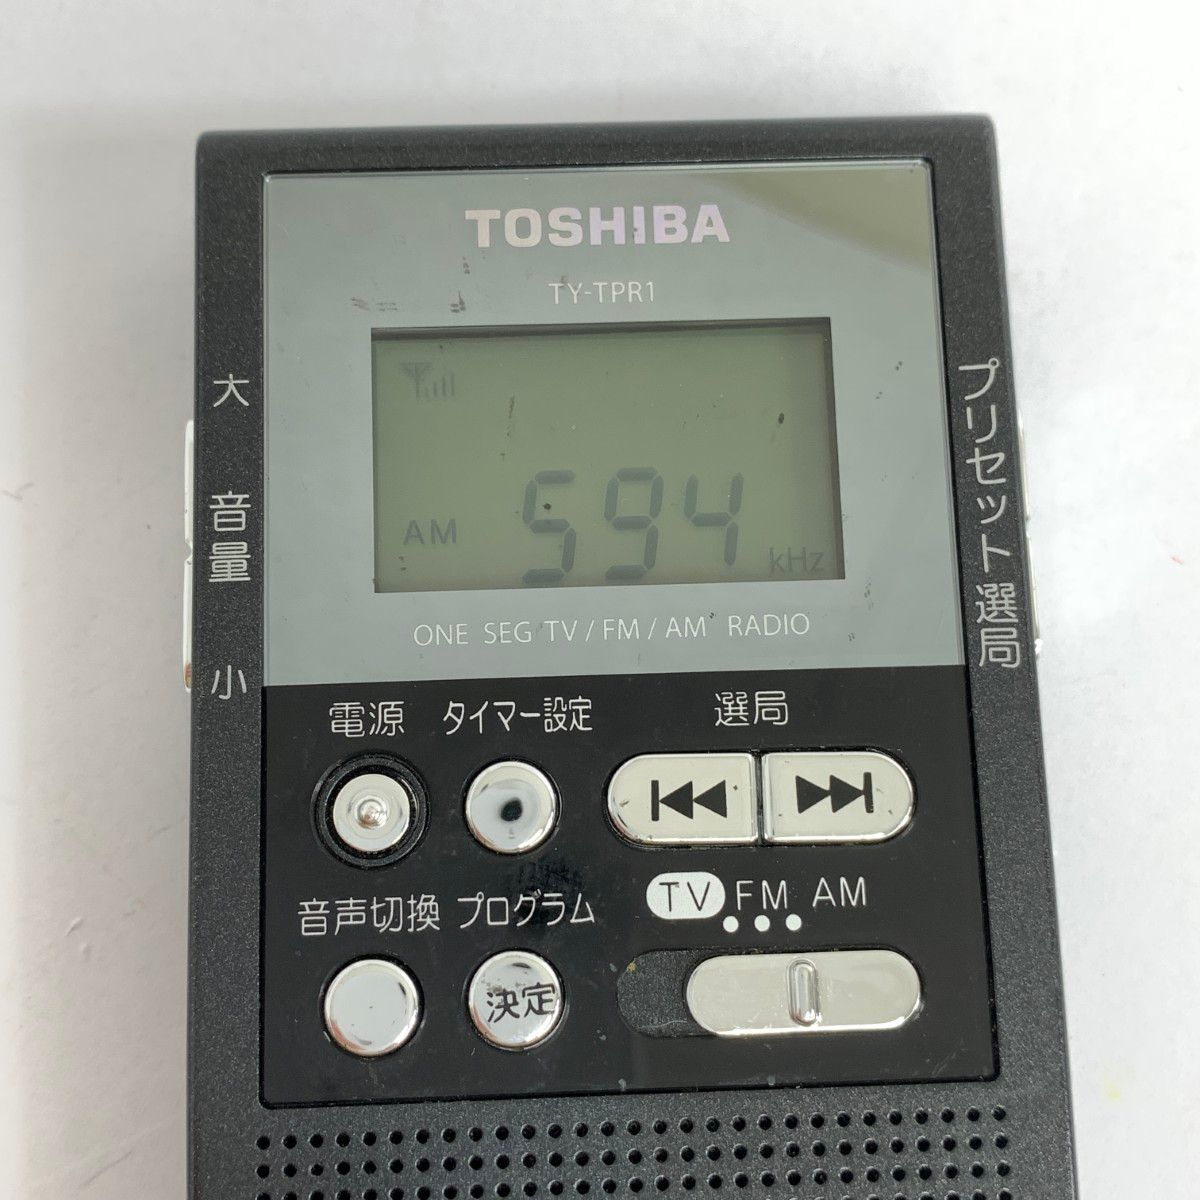 TOSHIBA
TY-TPR1
AM 594 kHz
ONE SEG TV / FM / AM RADIO
大
音量
小
プリセット選局
電源 タイマー設定 選局
音声切換 プログラム TV FM AM
決定